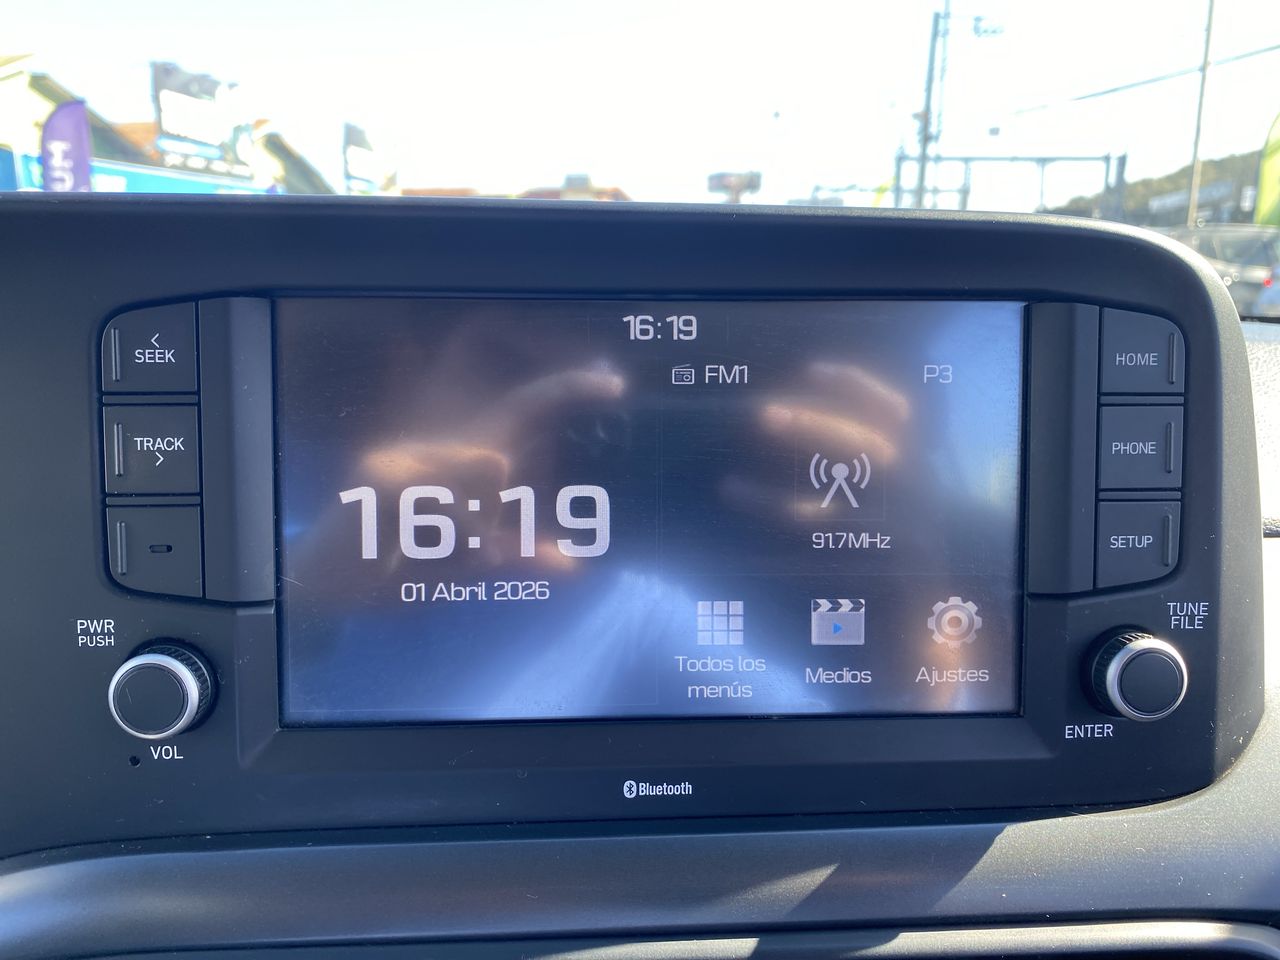 16:19
FM1
P3
16:19
01 Abril 2026
91.7MHz
Todos los
menús
Medios
Ajustes
SEEK
TRACK
PWR
PUSH
VOL
HOME
PHONE
SETUP
TUNE
FILE
ENTER
Bluetooth